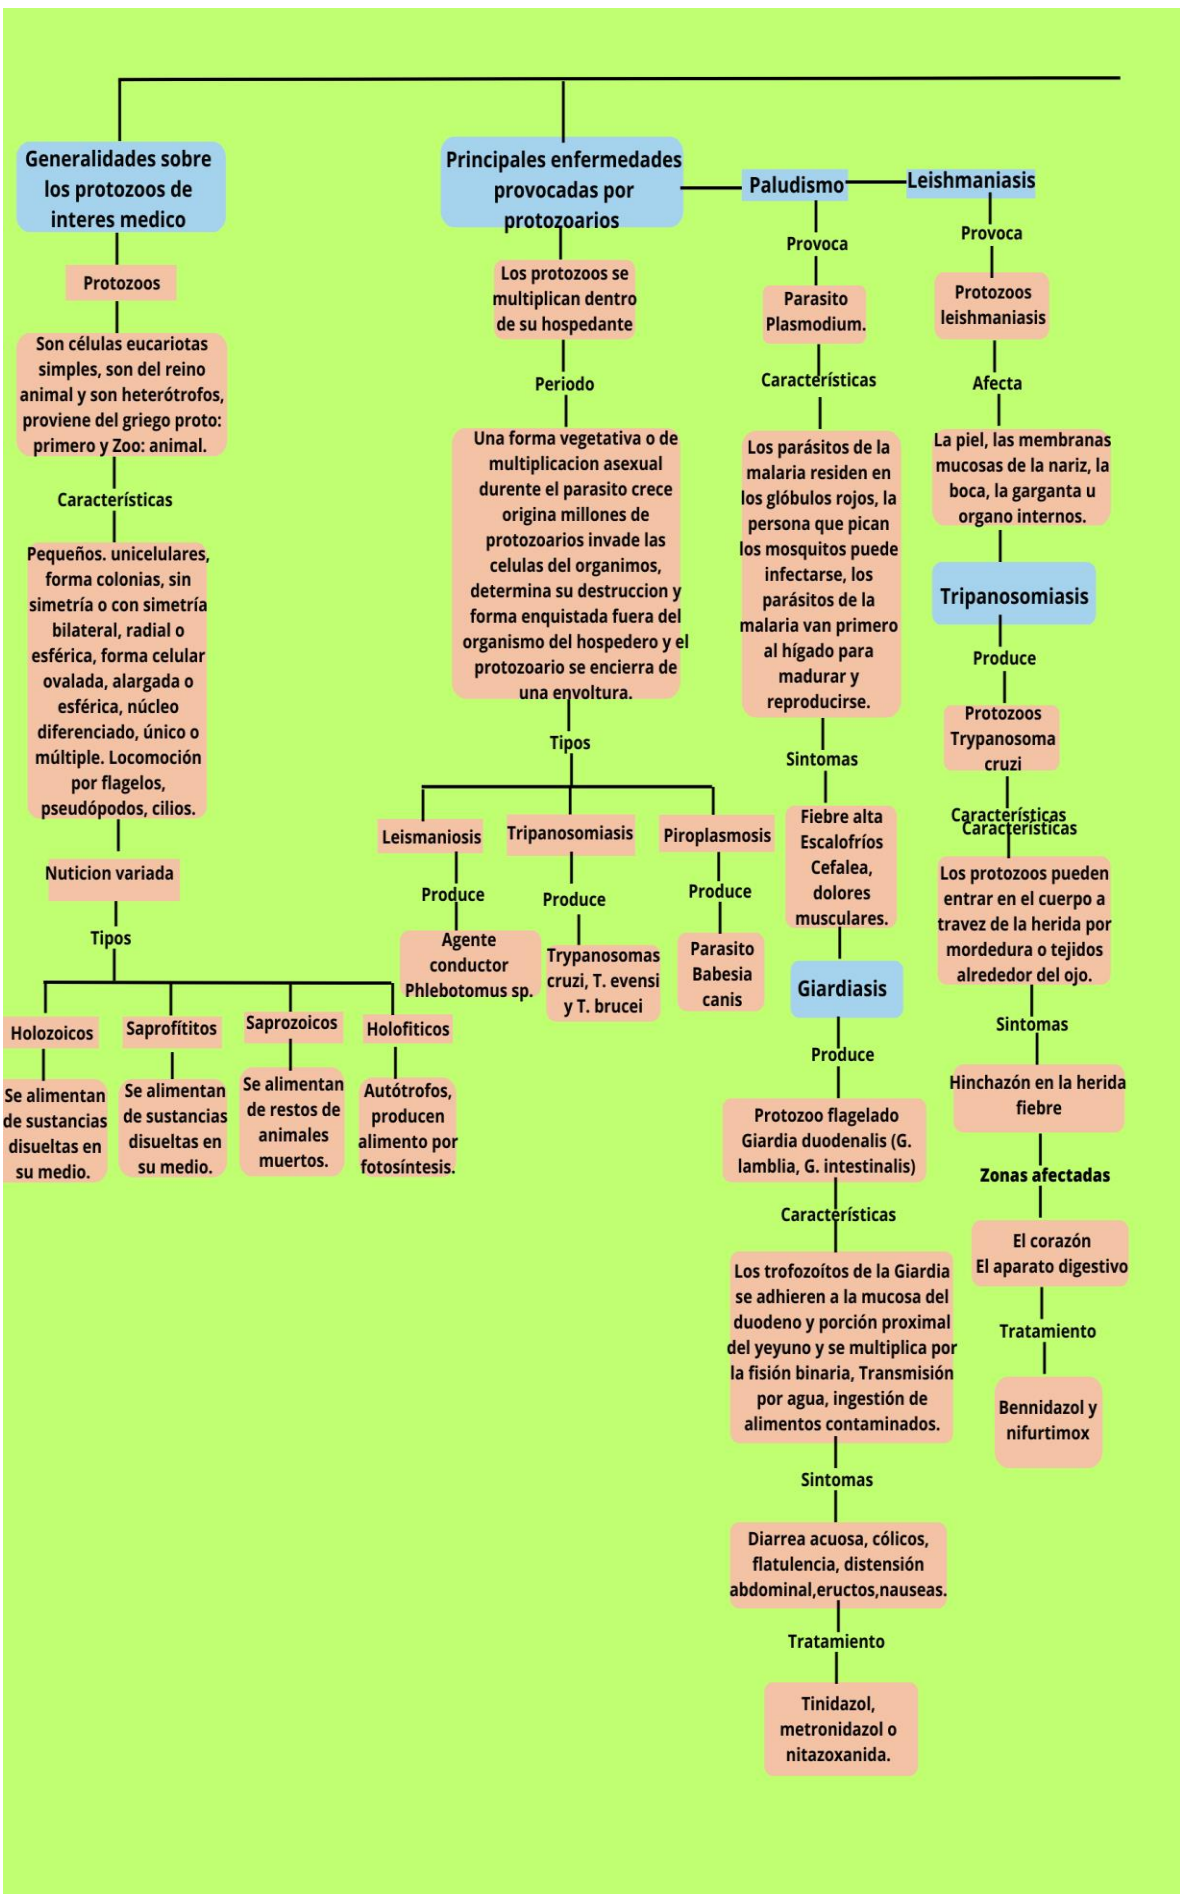 Generalidades sobre
los protozoos de
interes medico
Protozoos
Son células eucariotas
simples, son del reino
animal y son heterótrofos,
proviene del griego proto:
primero y Zoo: animal.
Características
Pequeños. unicelulares,
forma colonias, sin
simetría o con simetría
bilateral, radial o
esférica, forma celular
ovalada, alargada o
esférica, núcleo
diferenciado, único o
múltiple. Locomoción
por flagelos,
pseudópodos, cilios.
Nuticion variada
Tipos
Holozoicos
Se alimentan
de sustancias
disueltas en
su medio.
Saprofítitos
Se alimentan
de sustancias
disueltas en
su medio.
Saprozoicos
Se alimentan
de restos de
animales
muertos.
Holofiticos
Autótrofos,
producen
alimento por
fotosíntesis.
Principales enfermedades
provocadas por
protozoarios
Los protozoos se
multiplican dentro
de su hospedante
Periodo
Una forma vegetativa o de
multiplicacion asexual
durente el parasito crece
origina millones de
protozoarios invade las
celulas del organimos,
determina su destruccion y
forma enquistada fuera del
organismo del hospedero y el
protozoario se encierra de
una envoltura.
Tipos
Leismaniosis
Produce
Agente
conductor
Phlebotomus sp.
Tripanosomiasis
Produce
Trypanosomas
cruzi, T. evensi
y T. brucei
Piroplasmosis
Produce
Parasito
Babesia
canis
Paludismo
Provoca
Parasito
Plasmodium.
Características
Los parásitos de la
malaria residen en
los glóbulos rojos, la
persona que pican
los mosquitos puede
infectarse, los
parásitos de la
malaria van primero
al hígado para
madurar y
reproducirse.
Sintomas
Fiebre alta
Escalofríos
Cefalea,
dolores
musculares.
Giardiasis
Produce
Protozoo flagelado
Giardia duodenalis (G.
lamblia, G. intestinalis)
Características
Los trofozoítos de la Giardia
se adhieren a la mucosa del
duodeno y porción proximal
del yeyuno y se multiplica por
la fisión binaria, Transmisión
por agua, ingestión de
alimentos contaminados.
Sintomas
Diarrea acuosa, cólicos,
flatulencia, distensión
abdominal,eructos,nauseas.
Tratamiento
Tinidazol,
metronidazol o
nitazoxanida.
Leishmaniasis
Provoca
Protozoos
leishmaniasis
Afecta
La piel, las membranas
mucosas de la nariz, la
boca, la garganta u
organo internos.
Tripanosomiasis
Produce
Protozoos
Trypanosoma
cruzi
Características
Características
Los protozoos pueden
entrar en el cuerpo a
travez de la herida por
mordedura o tejidos
alrededor del ojo.
Sintomas
Hinchazón en la herida
fiebre
Zonas afectadas
El corazón
El aparato digestivo
Tratamiento
Bennidazol y
nifurtimox